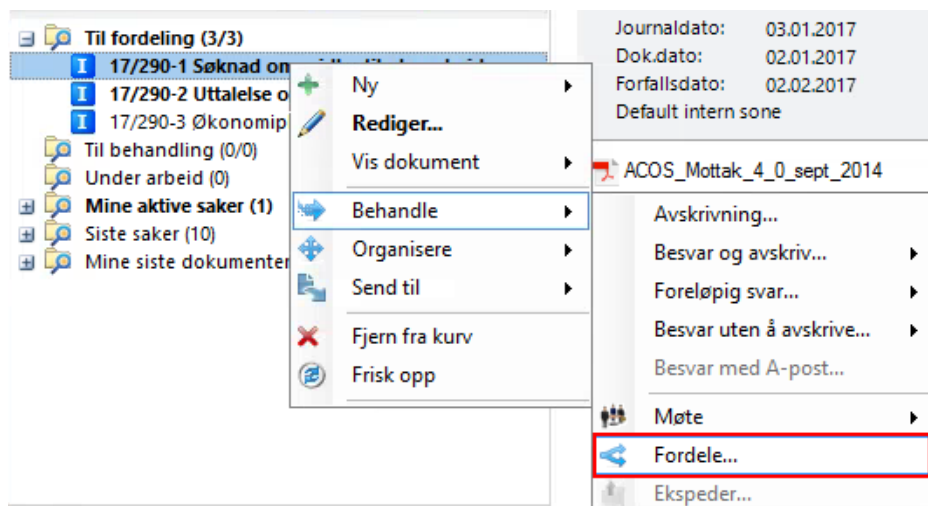 Til fordeling (3/3)
17/290-1 Søknad om
17/290-2 Uttalelse o
17/290-3 Økonomip
Til behandling (0/0)
Under arbeid (0)
Mine aktive saker (1)
Siste saker (10)
Mine siste dokumenter
Ny
Rediger...
Vis dokument
Behandle
Organisere
Send til
Fjern fra kurv
Frisk opp
Journaldato: 03.01.2017
Dok.dato: 02.01.2017
Forfallsdato: 02.02.2017
Default intern sone
ACOS_Mottak_4_0_sept_2014
Avskrivning...
Besvar og avskriv...
Foreløpig svar...
Besvar uten å avskrive...
Besvar med A-post...
Møte
Fordele...
Ekspeder...